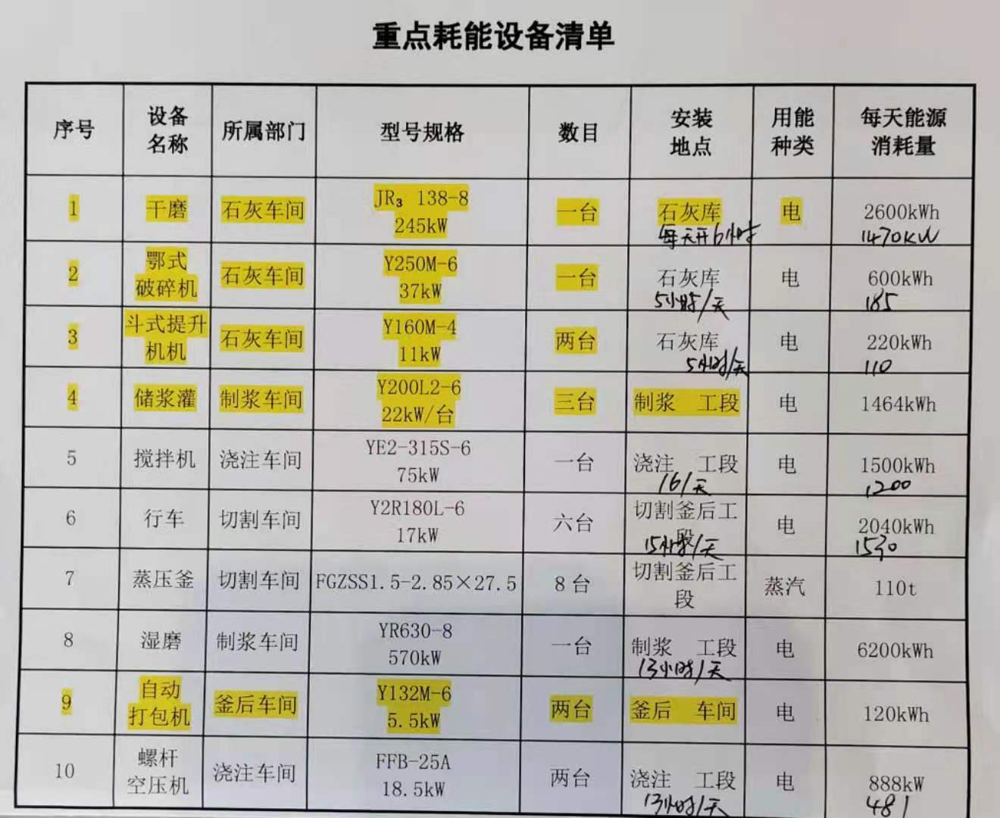 重点耗能设备清单
序号 设备名称 所属部门 型号规格 数目 安装地点 用能种类 每天能源消耗量
1 干磨 石灰车间 JR₃ 138-8 245kW 一台 石灰库 每天开6小时 电 2600kWh 1470KW
2 鄂式破碎机 石灰车间 Y250M-6 37kW 一台 石灰库 5小时/天 电 600kWh 185
3 斗式提升机机 石灰车间 Y160M-4 11kW 两台 石灰库 5小时/天 电 220kWh 110
4 储浆灌 制浆车间 Y200L2-6 22kW/台 三台 制浆 工段 电 1464kWh
5 搅拌机 浇注车间 YE2-315S-6 75kW 一台 浇注 工段 16/天 电 1500kWh 1200
6 行车 切割车间 Y2R180L-6 17kW 六台 切割釜后工段 15小时/天 电 2040kWh 1530
7 蒸压釜 切割车间 FGZSS1.5-2.85×27.5 8台 切割釜后工段 蒸汽 110t
8 湿磨 制浆车间 YR630-8 570kW 一台 制浆 工段 13小时/天 电 6200kWh
9 自动打包机 釜后车间 Y132M-6 5.5kW 两台 釜后 车间 电 120kWh
10 螺杆空压机 浇注车间 FFB-25A 18.5kW 两台 浇注 工段 13小时/天 电 888kW 481